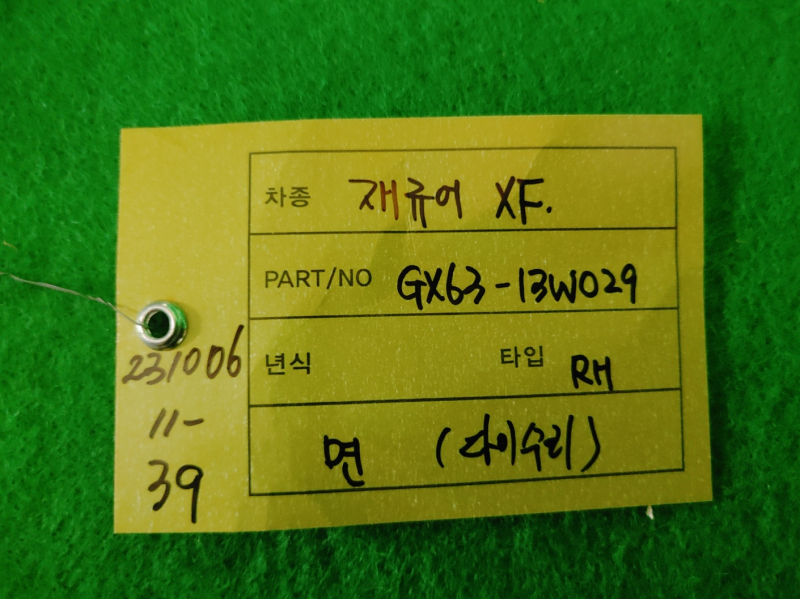 차종 재규어 XF.
PART/NO GX63-13W029
년식 타입 RH
면 (다이수리)
231006
11-
39